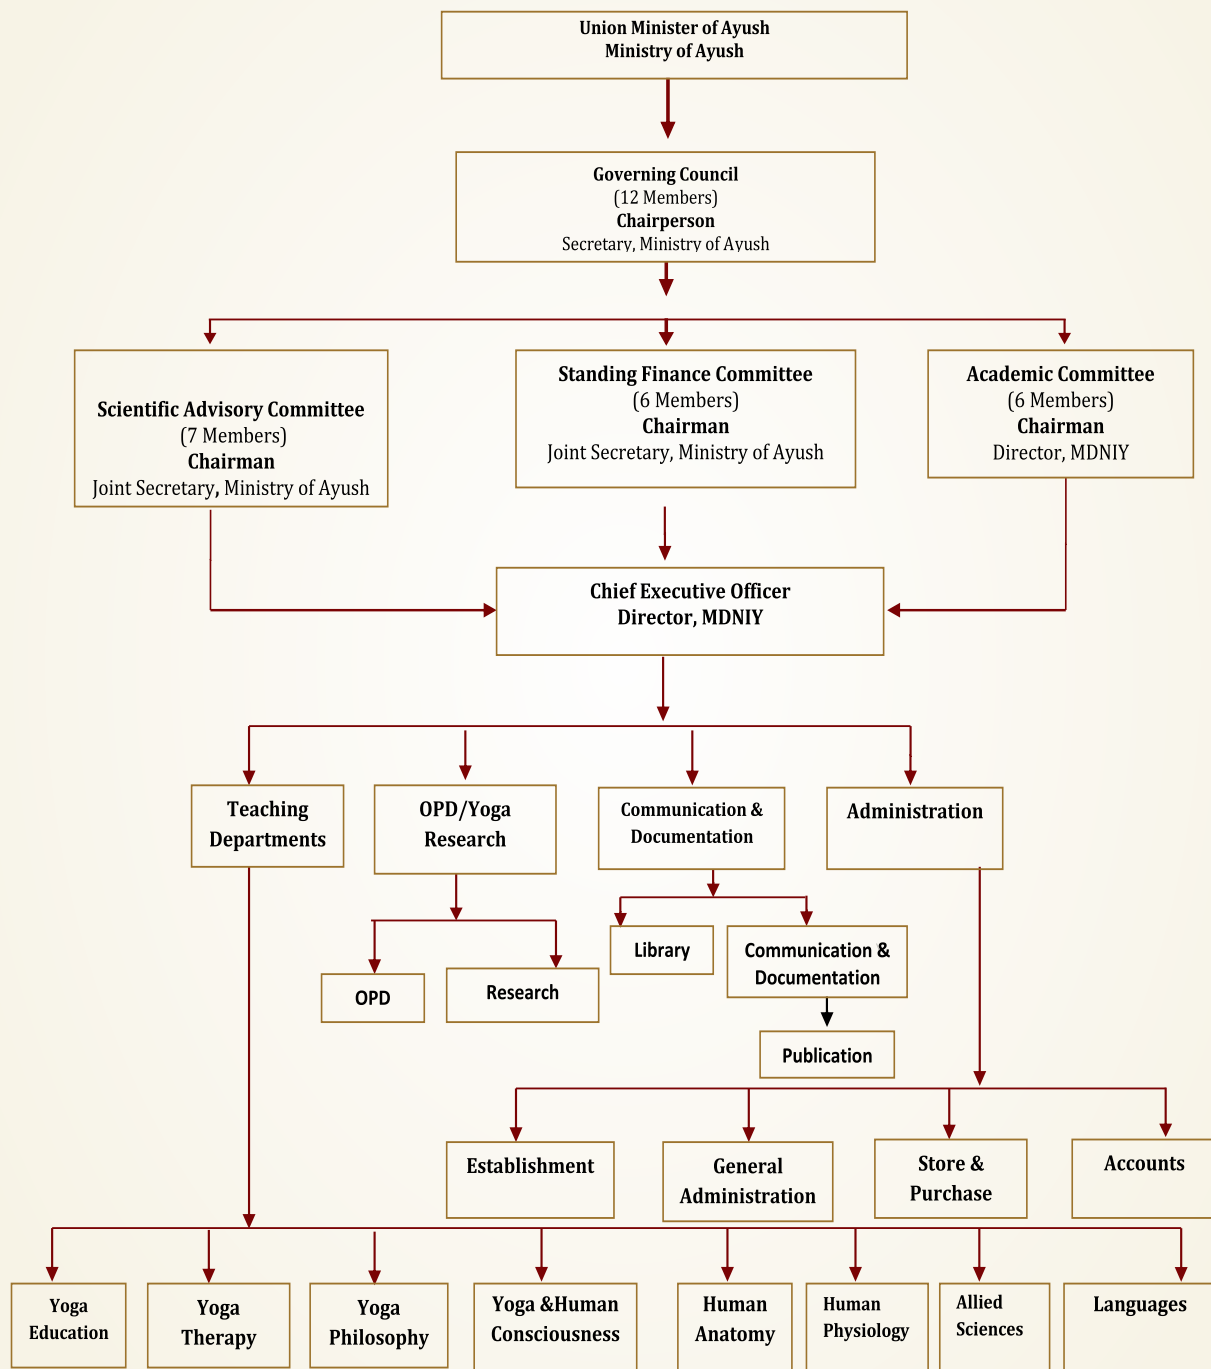 Union Minister of Ayush
Ministry of Ayush
Governing Council
(12 Members)
Chairperson
Secretary, Ministry of Ayush
Scientific Advisory Committee
(7 Members)
Chairman
Joint Secretary, Ministry of Ayush
Standing Finance Committee
(6 Members)
Chairman
Joint Secretary, Ministry of Ayush
Academic Committee
(6 Members)
Chairman
Director, MDNIY
Chief Executive Officer
Director, MDNIY
Teaching
Departments
OPD/Yoga
Research
Communication &
Documentation
Administration
OPD
Research
Library
Communication &
Documentation
Publication
Establishment
General
Administration
Store &
Purchase
Accounts
Yoga
Education
Yoga
Therapy
Yoga
Philosophy
Yoga &Human
Consciousness
Human
Anatomy
Human
Physiology
Allied
Sciences
Languages